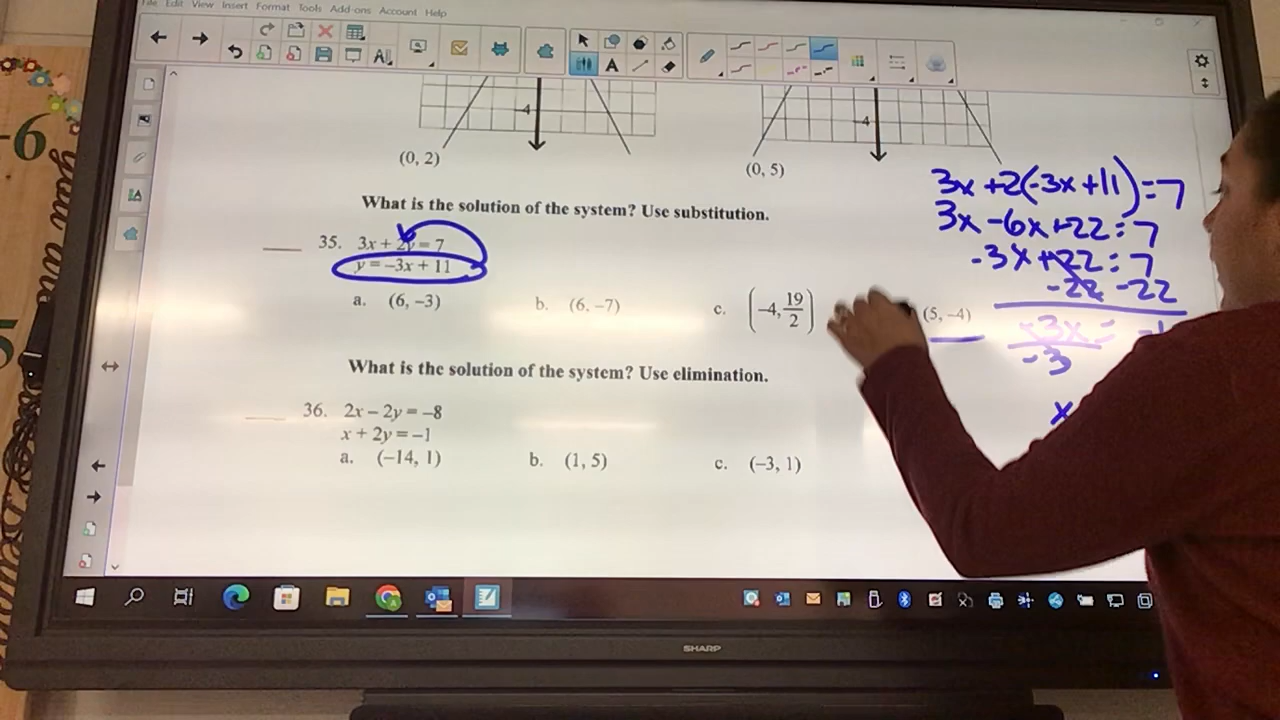 File Edit View Insert Format Tools Add-ons Account Help
-4
-4
(0, 2)
(0, 5)
What is the solution of the system? Use substitution.
35. 3x + 2y = 7
y = -3x + 11
a. (6, -3)
b. (6, -7)
c. (-4, 19/2)
(5, -4)
3x+2(-3x+11)=7
3x-6x+22=7
-3x+22=7
-22 -22
-3x = -1
-3
x
What is the solution of the system? Use elimination.
36. 2x - 2y = -8
x + 2y = -1
a. (-14, 1)
b. (1, 5)
c. (-3, 1)
SHARP
-6
5